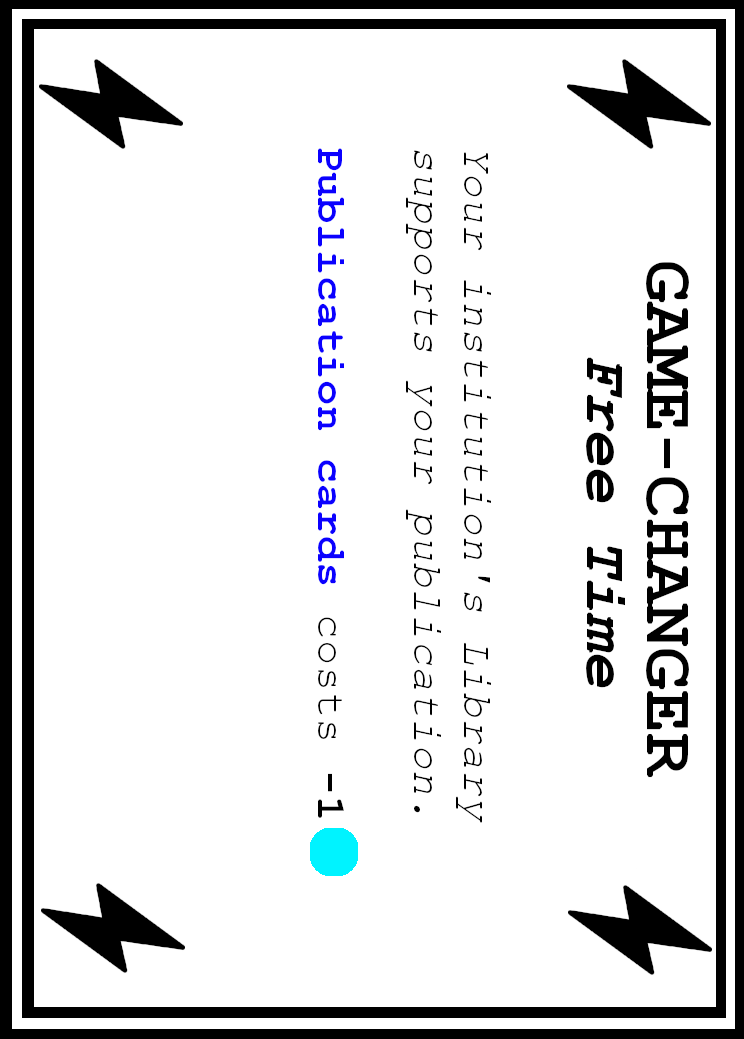 GAME-CHANGER
Free Time
Your institution's Library
supports your publication.
Publication cards costs -1